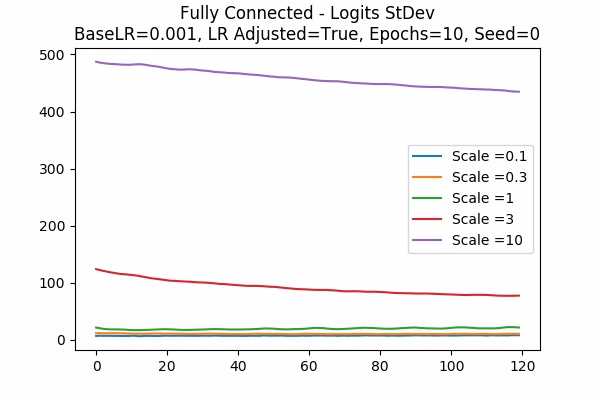 Fully Connected - Logits StDev
BaseLR=0.001, LR Adjusted=True, Epochs=10, Seed=0
500
400
300
200
100
0
Scale =0.1
Scale =0.3
Scale =1
Scale =3
Scale =10
0 20 40 60 80 100 120